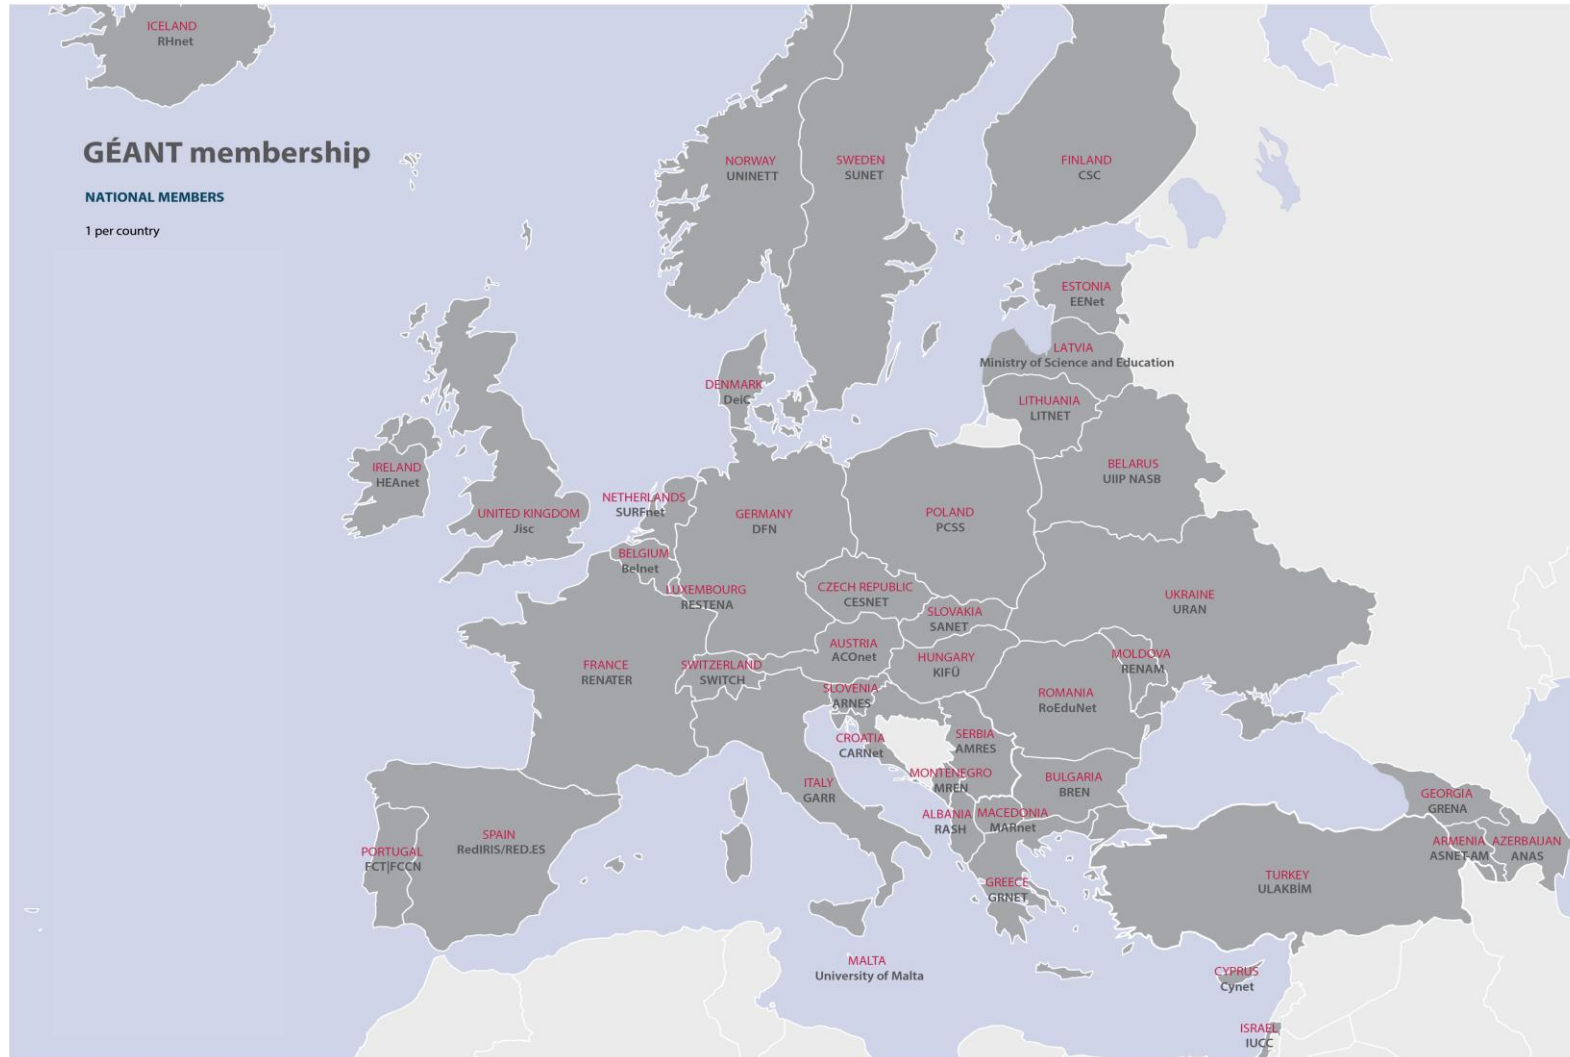 ICELAND
RHnet
GÉANT membership
NATIONAL MEMBERS
1 per country
NORWAY
UNINETT
SWEDEN
SUNET
FINLAND
CSC
ESTONIA
EENet
LATVIA
Ministry of Science and Education
DENMARK
DeiC
LITHUANIA
LITNET
IRELAND
HEAnet
BELARUS
UIIP NASB
NETHERLANDS
SURFnet
UNITED KINGDOM
Jisc
GERMANY
DFN
POLAND
PCSS
BELGIUM
Belnet
LUXEMBOURG
RESTENA
CZECH REPUBLIC
CESNET
SLOVAKIA
SANET
UKRAINE
URAN
AUSTRIA
ACOnet
HUNGARY
KIFÜ
MOLDOVA
RENAM
FRANCE
RENATER
SWITZERLAND
SWITCH
SLOVENIA
ARNES
ROMANIA
RoEduNet
CROATIA
CARNet
SERBIA
AMRES
MONTENEGRO
MREN
BULGARIA
BREN
ITALY
GARR
GEORGIA
GRENA
ALBANIA
RASH
MACEDONIA
MARnet
SPAIN
RedIRIS/RED.ES
PORTUGAL
FCT|FCCN
ARMENIA
ASNET-AM
AZERBAIJAN
ANAS
GREECE
GRNET
TURKEY
ULAKBİM
MALTA
University of Malta
CYPRUS
Cynet
ISRAEL
IUCC